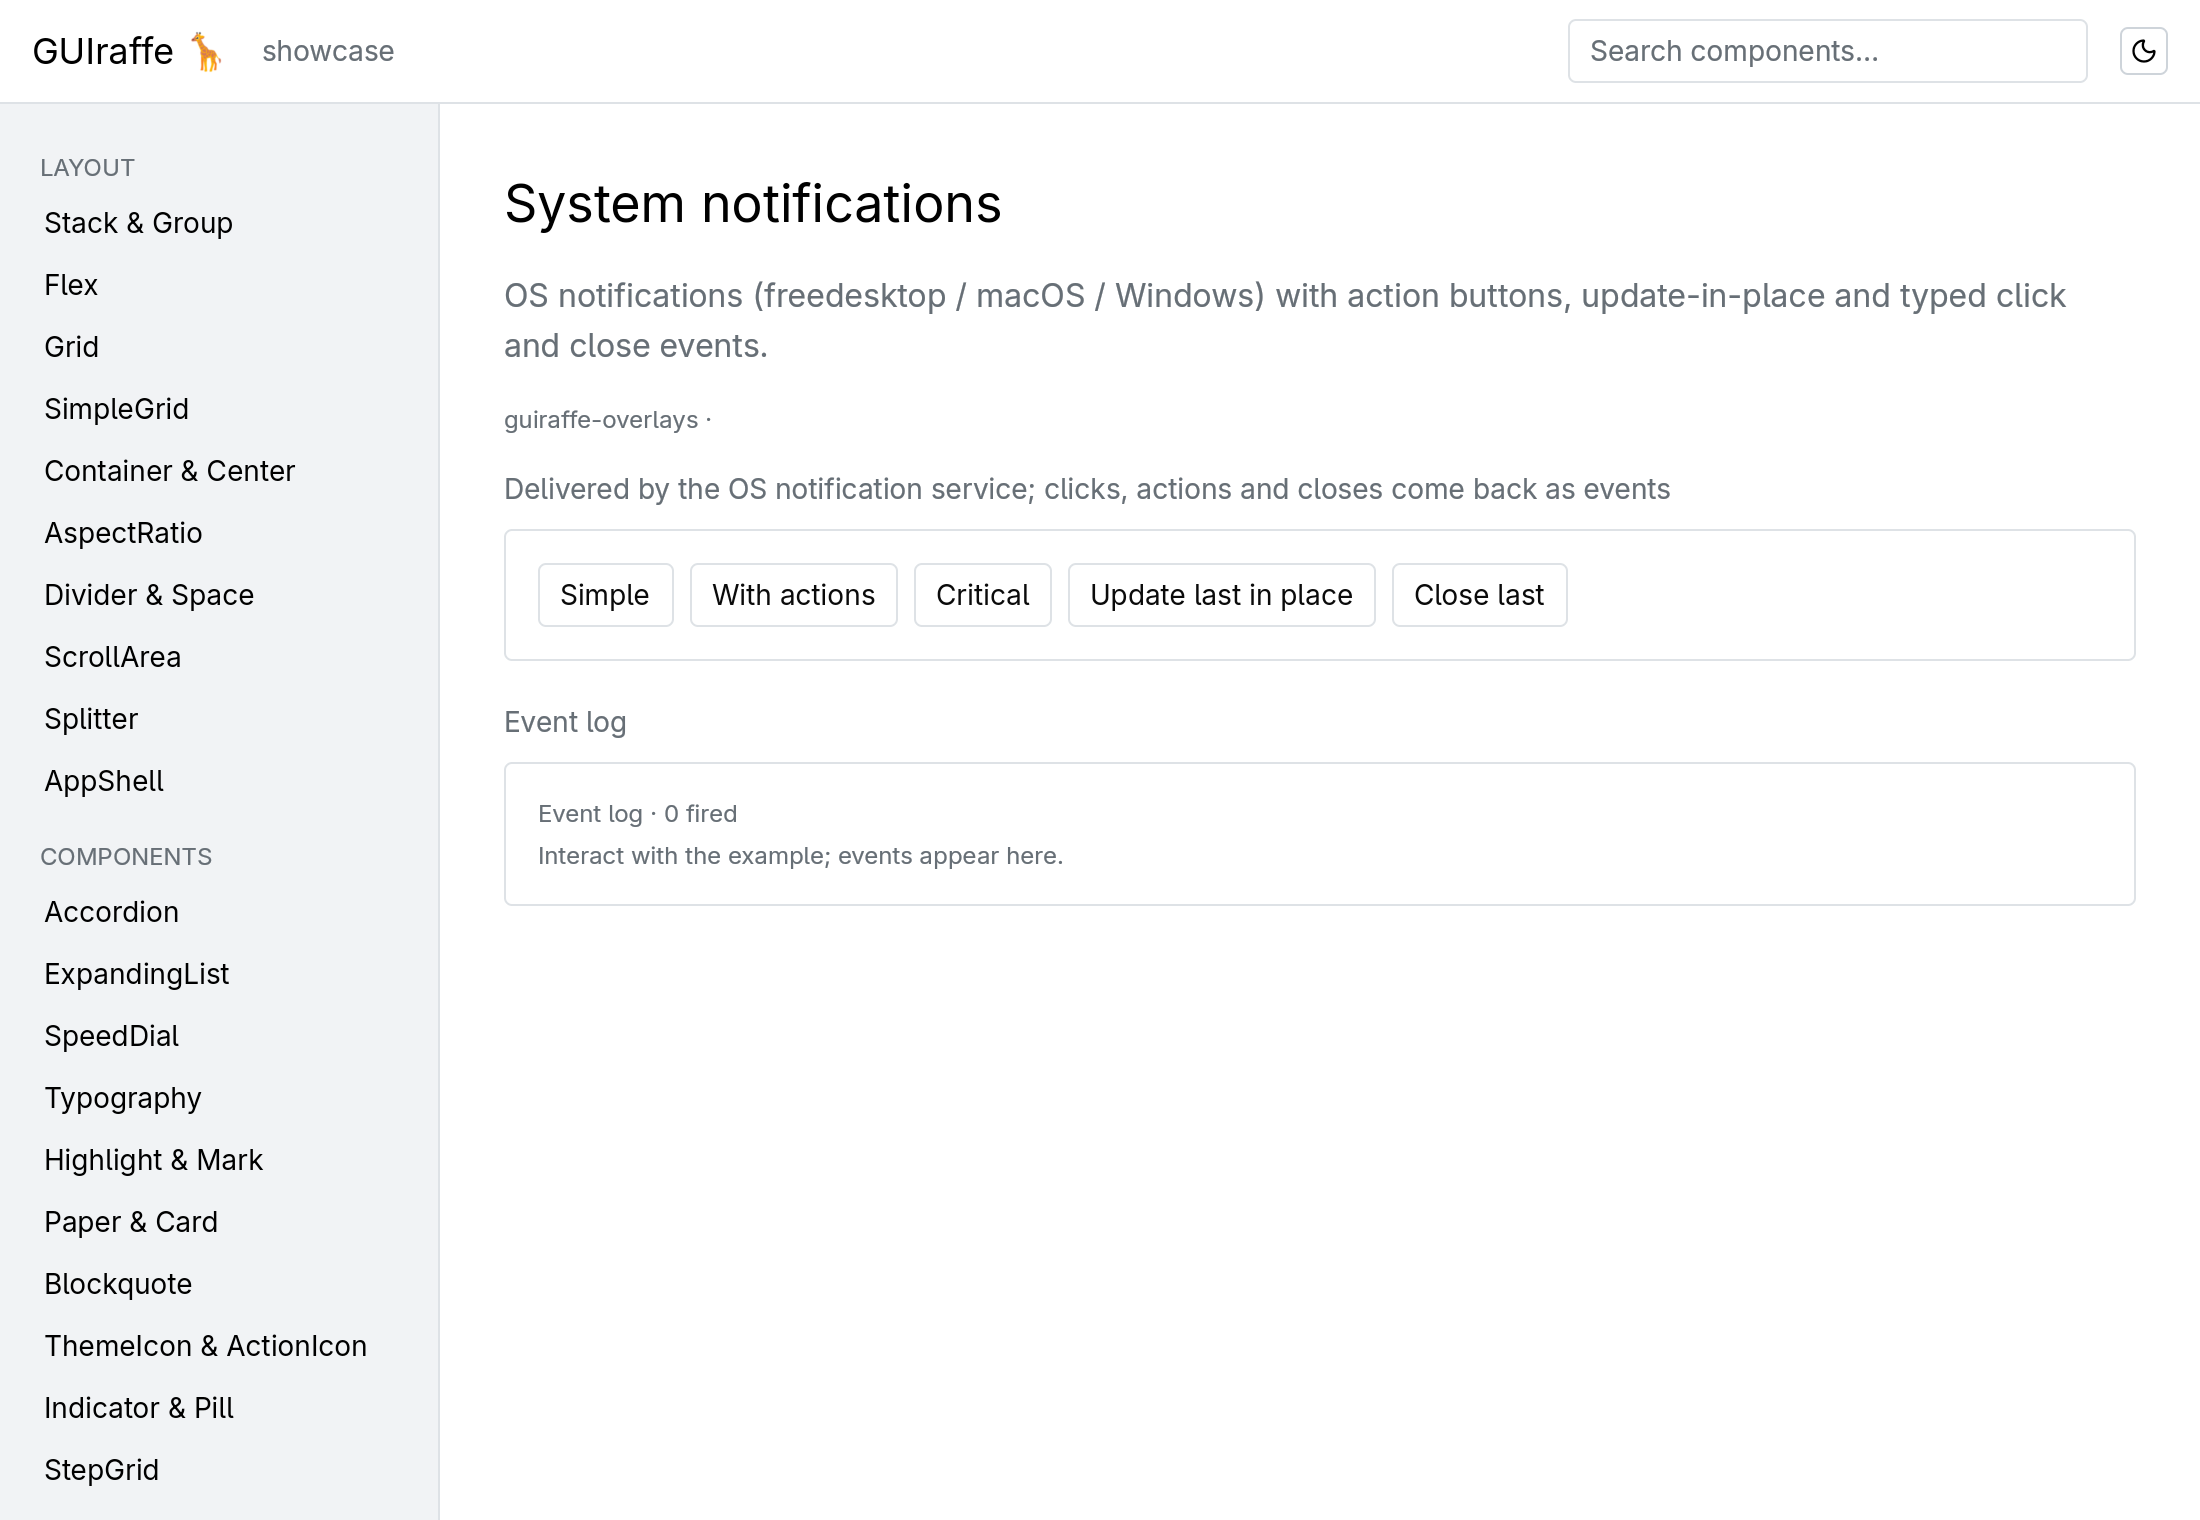 GUIraffe 🦒 showcase Search components...
LAYOUT
Stack & Group
Flex
Grid
SimpleGrid
Container & Center
AspectRatio
Divider & Space
ScrollArea
Splitter
AppShell
COMPONENTS
Accordion
ExpandingList
SpeedDial
Typography
Highlight & Mark
Paper & Card
Blockquote
ThemeIcon & ActionIcon
Indicator & Pill
StepGrid
System notifications
OS notifications (freedesktop / macOS / Windows) with action buttons, update-in-place and typed click
and close events.
guiraffe-overlays ·
Delivered by the OS notification service; clicks, actions and closes come back as events
Simple With actions Critical Update last in place Close last
Event log
Event log · 0 fired
Interact with the example; events appear here.